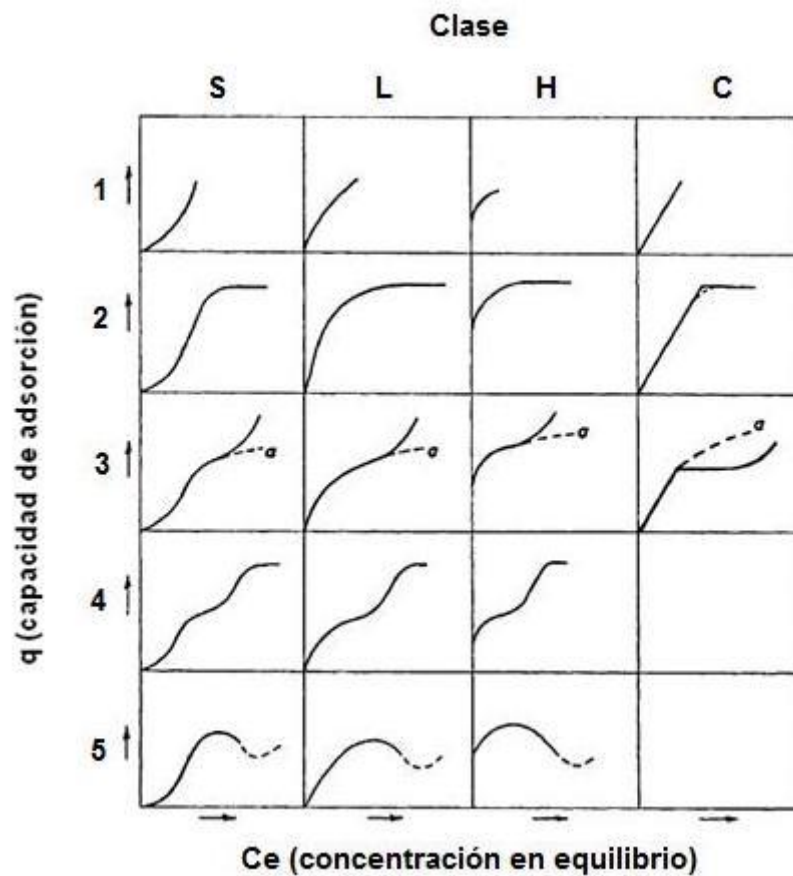 Clase
S L H C
1
2
3
a
a
a
a
4
5
q (capacidad de adsorción)
Ce (concentración en equilibrio)